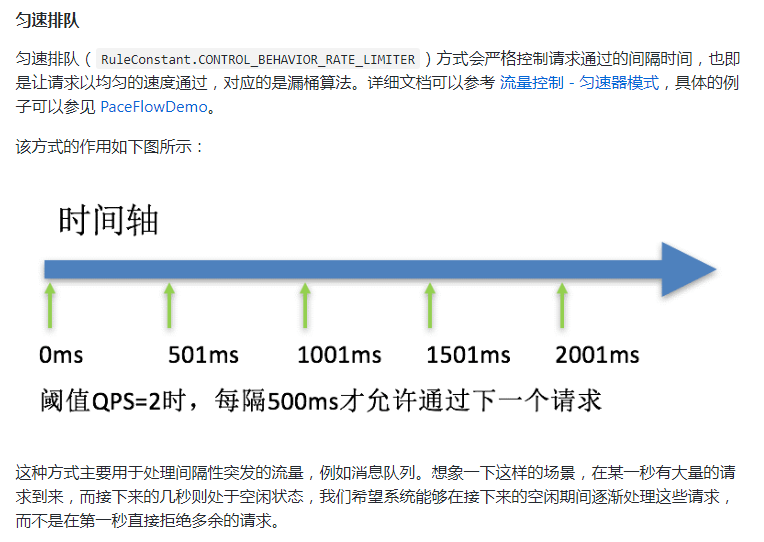 匀速排队
匀速排队（ RuleConstant.CONTROL_BEHAVIOR_RATE_LIMITER ）方式会严格控制请求通过的间隔时间，也即
是让请求以均匀的速度通过，对应的是漏桶算法。详细文档可以参考 流量控制 - 匀速器模式，具体的例
子可以参见 PaceFlowDemo。
该方式的作用如下图所示：
时间轴
0ms 501ms 1001ms 1501ms 2001ms
阈值QPS=2时，每隔500ms才允许通过下一个请求
这种方式主要用于处理间隔性突发的流量，例如消息队列。想象一下这样的场景，在某一秒有大量的请
求到来，而接下来的几秒则处于空闲状态，我们希望系统能够在接下来的空闲期间逐渐处理这些请求，
而不是在第一秒直接拒绝多余的请求。